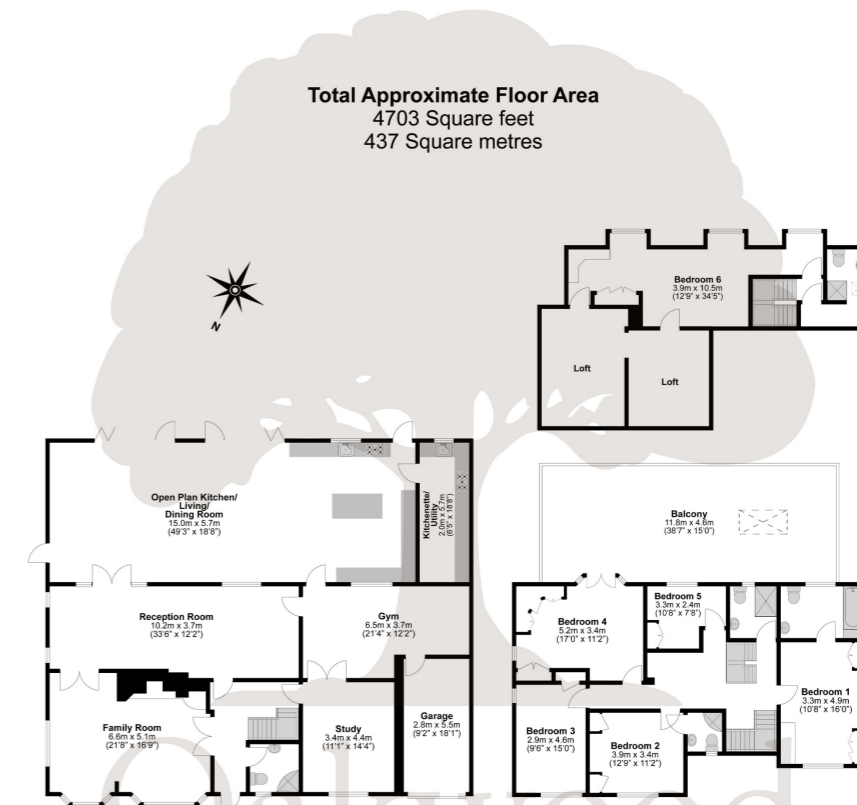 Total Approximate Floor Area
4703 Square feet
437 Square metres
N
Bedroom 6
3.9m x 10.5m
(12'9" x 34'5")
Loft
Loft
Open Plan Kitchen/
Living/
Dining Room
15.0m x 5.7m
(49'3" x 18'8")
Kitchenette/
Utility
2.0m x 5.7m
(6'5" x 18'8")
Balcony
11.8m x 4.6m
(38'7" x 15'0")
Reception Room
10.2m x 3.7m
(33'6" x 12'2")
Gym
6.5m x 3.7m
(21'4" x 12'2")
Bedroom 4
5.2m x 3.4m
(17'0" x 11'2")
Bedroom 5
3.3m x 2.4m
(10'8" x 7'8")
Family Room
6.6m x 5.1m
(21'8" x 16'9")
Study
3.4m x 4.4m
(11'1" x 14'4")
Garage
2.8m x 5.5m
(9'2" x 18'1")
Bedroom 3
2.9m x 4.6m
(9'6" x 15'0")
Bedroom 2
3.9m x 3.4m
(12'9" x 11'2")
Bedroom 1
3.3m x 4.9m
(10'8" x 16'0")